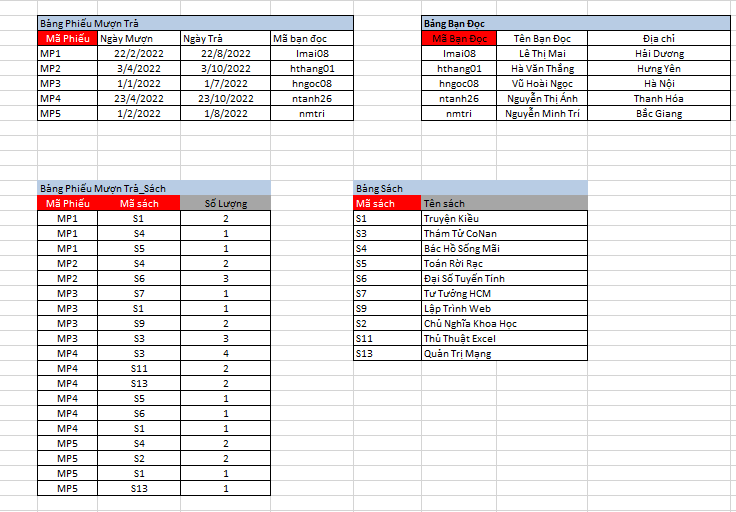 Bảng Phiếu Mượn Trả
Mã Phiếu Ngày Mượn Ngày Trả Mã bạn đọc
MP1 22/2/2022 22/8/2022 lmai08
MP2 3/4/2022 3/10/2022 hthang01
MP3 1/1/2022 1/7/2022 hngoc08
MP4 23/4/2022 23/10/2022 ntanh26
MP5 1/2/2022 1/8/2022 nmtri
Bảng Bạn Đọc
Mã Bạn Đọc Tên Bạn Đọc Địa chỉ
lmai08 Lê Thị Mai Hải Dương
hthang01 Hà Văn Thắng Hưng Yên
hngoc08 Vũ Hoài Ngọc Hà Nội
ntanh26 Nguyễn Thị Ánh Thanh Hóa
nmtri Nguyễn Minh Trí Bắc Giang
Bảng Phiếu Mượn Trả_Sách
Mã Phiếu Mã sách Số Lượng
MP1 S1 2
MP1 S4 1
MP1 S5 1
MP2 S4 2
MP2 S6 3
MP3 S7 1
MP3 S1 1
MP3 S9 2
MP3 S3 3
MP4 S3 4
MP4 S11 2
MP4 S13 2
MP4 S5 1
MP4 S6 1
MP4 S1 1
MP5 S4 2
MP5 S2 2
MP5 S1 1
MP5 S13 1
Bảng Sách
Mã sách Tên sách
S1 Truyện Kiều
S3 Thám Tử CoNan
S4 Bác Hồ Sống Mãi
S5 Toán Rời Rạc
S6 Đại Số Tuyến Tính
S7 Tư Tưởng HCM
S9 Lập Trình Web
S2 Chủ Nghĩa Khoa Học
S11 Thủ Thuật Excel
S13 Quản Trị Mạng